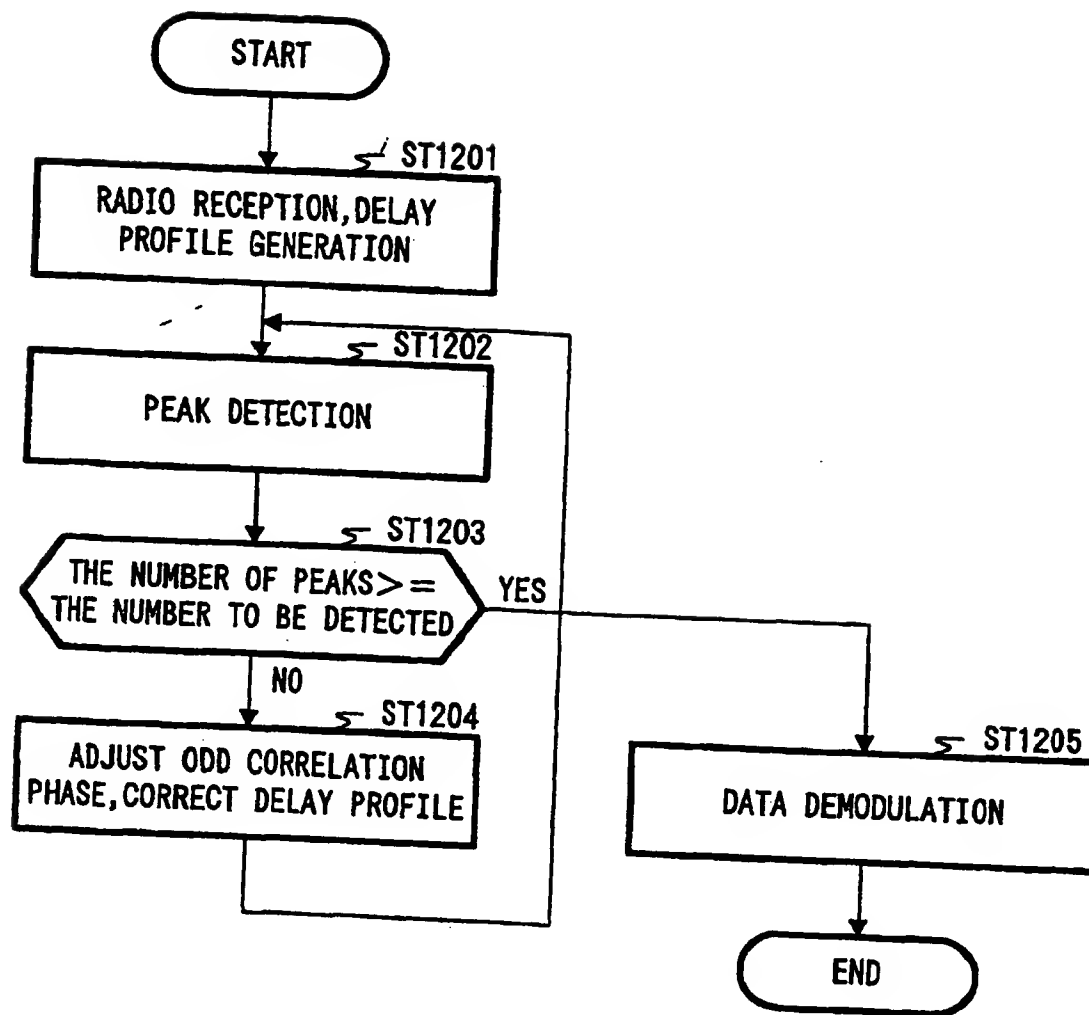 START
ST1201
RADIO RECEPTION,DELAY
PROFILE GENERATION
ST1202
PEAK DETECTION
ST1203
THE NUMBER OF PEAKS>=
THE NUMBER TO BE DETECTED
YES
NO
ST1204
ADJUST ODD CORRELATION
PHASE,CORRECT DELAY PROFILE
ST1205
DATA DEMODULATION
END